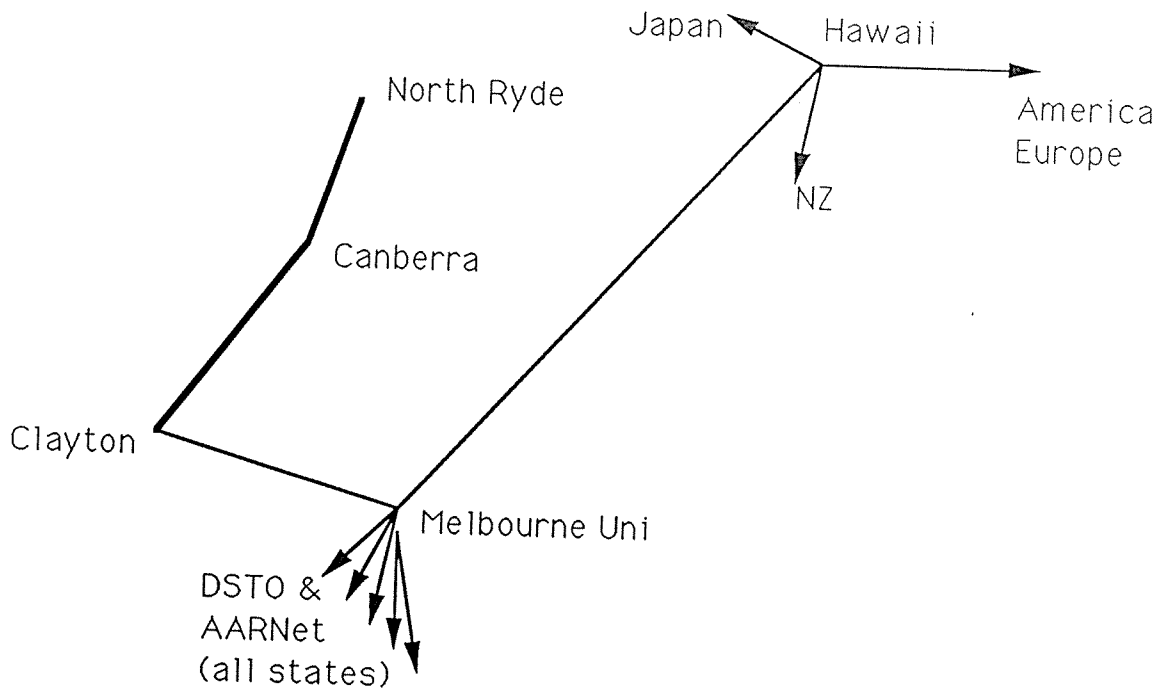 Japan
Hawaii
North Ryde
America
Europe
NZ
Canberra
Clayton
Melbourne Uni
DSTO &
AARNet
(all states)